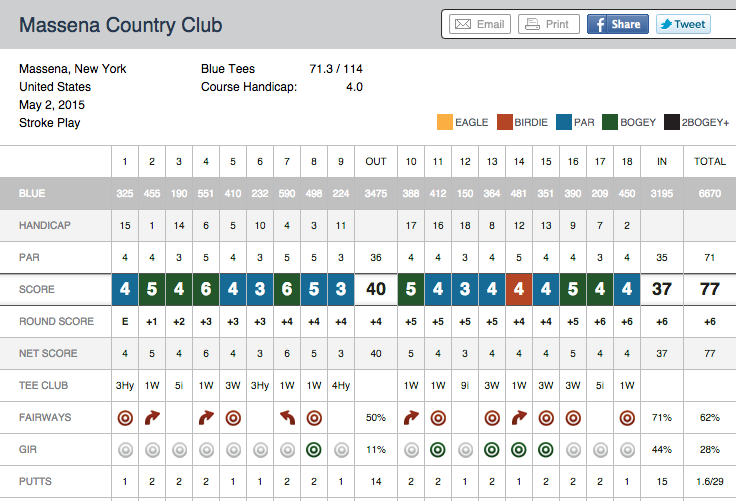 Massena Country Club
Email Print Share Tweet
Massena, New York Blue Tees 71.3 / 114
United States Course Handicap: 4.0
May 2, 2015
Stroke Play
EAGLE BIRDIE PAR BOGEY 2BOGEY+
1 2 3 4 5 6 7 8 9 OUT 10 11 12 13 14 15 16 17 18 IN TOTAL
BLUE 325 455 190 551 410 232 590 498 224 3475 388 412 150 364 481 351 390 209 450 3195 6670
HANDICAP 15 1 14 6 5 10 4 3 11 17 16 18 8 12 13 9 7 2
PAR 4 4 3 5 4 3 5 5 3 36 4 4 3 4 5 4 4 3 4 35 71
SCORE 4 5 4 6 4 3 6 5 3 40 5 4 3 4 4 4 5 4 4 37 77
ROUND SCORE E +1 +2 +3 +3 +3 +4 +4 +4 +4 +5 +5 +5 +5 +4 +4 +5 +6 +6 +6 +6
NET SCORE 4 5 4 6 4 3 6 5 3 40 5 4 3 4 4 4 5 4 4 37 77
TEE CLUB 3Hy 1W 5i 1W 3W 3Hy 1W 1W 4Hy 1W 1W 9i 3W 1W 3W 3W 5i 1W
FAIRWAYS 50% 71% 62%
GIR 11% 44% 28%
PUTTS 1 2 2 2 1 1 2 2 1 14 2 2 1 2 1 2 2 2 1 15 1.6/29